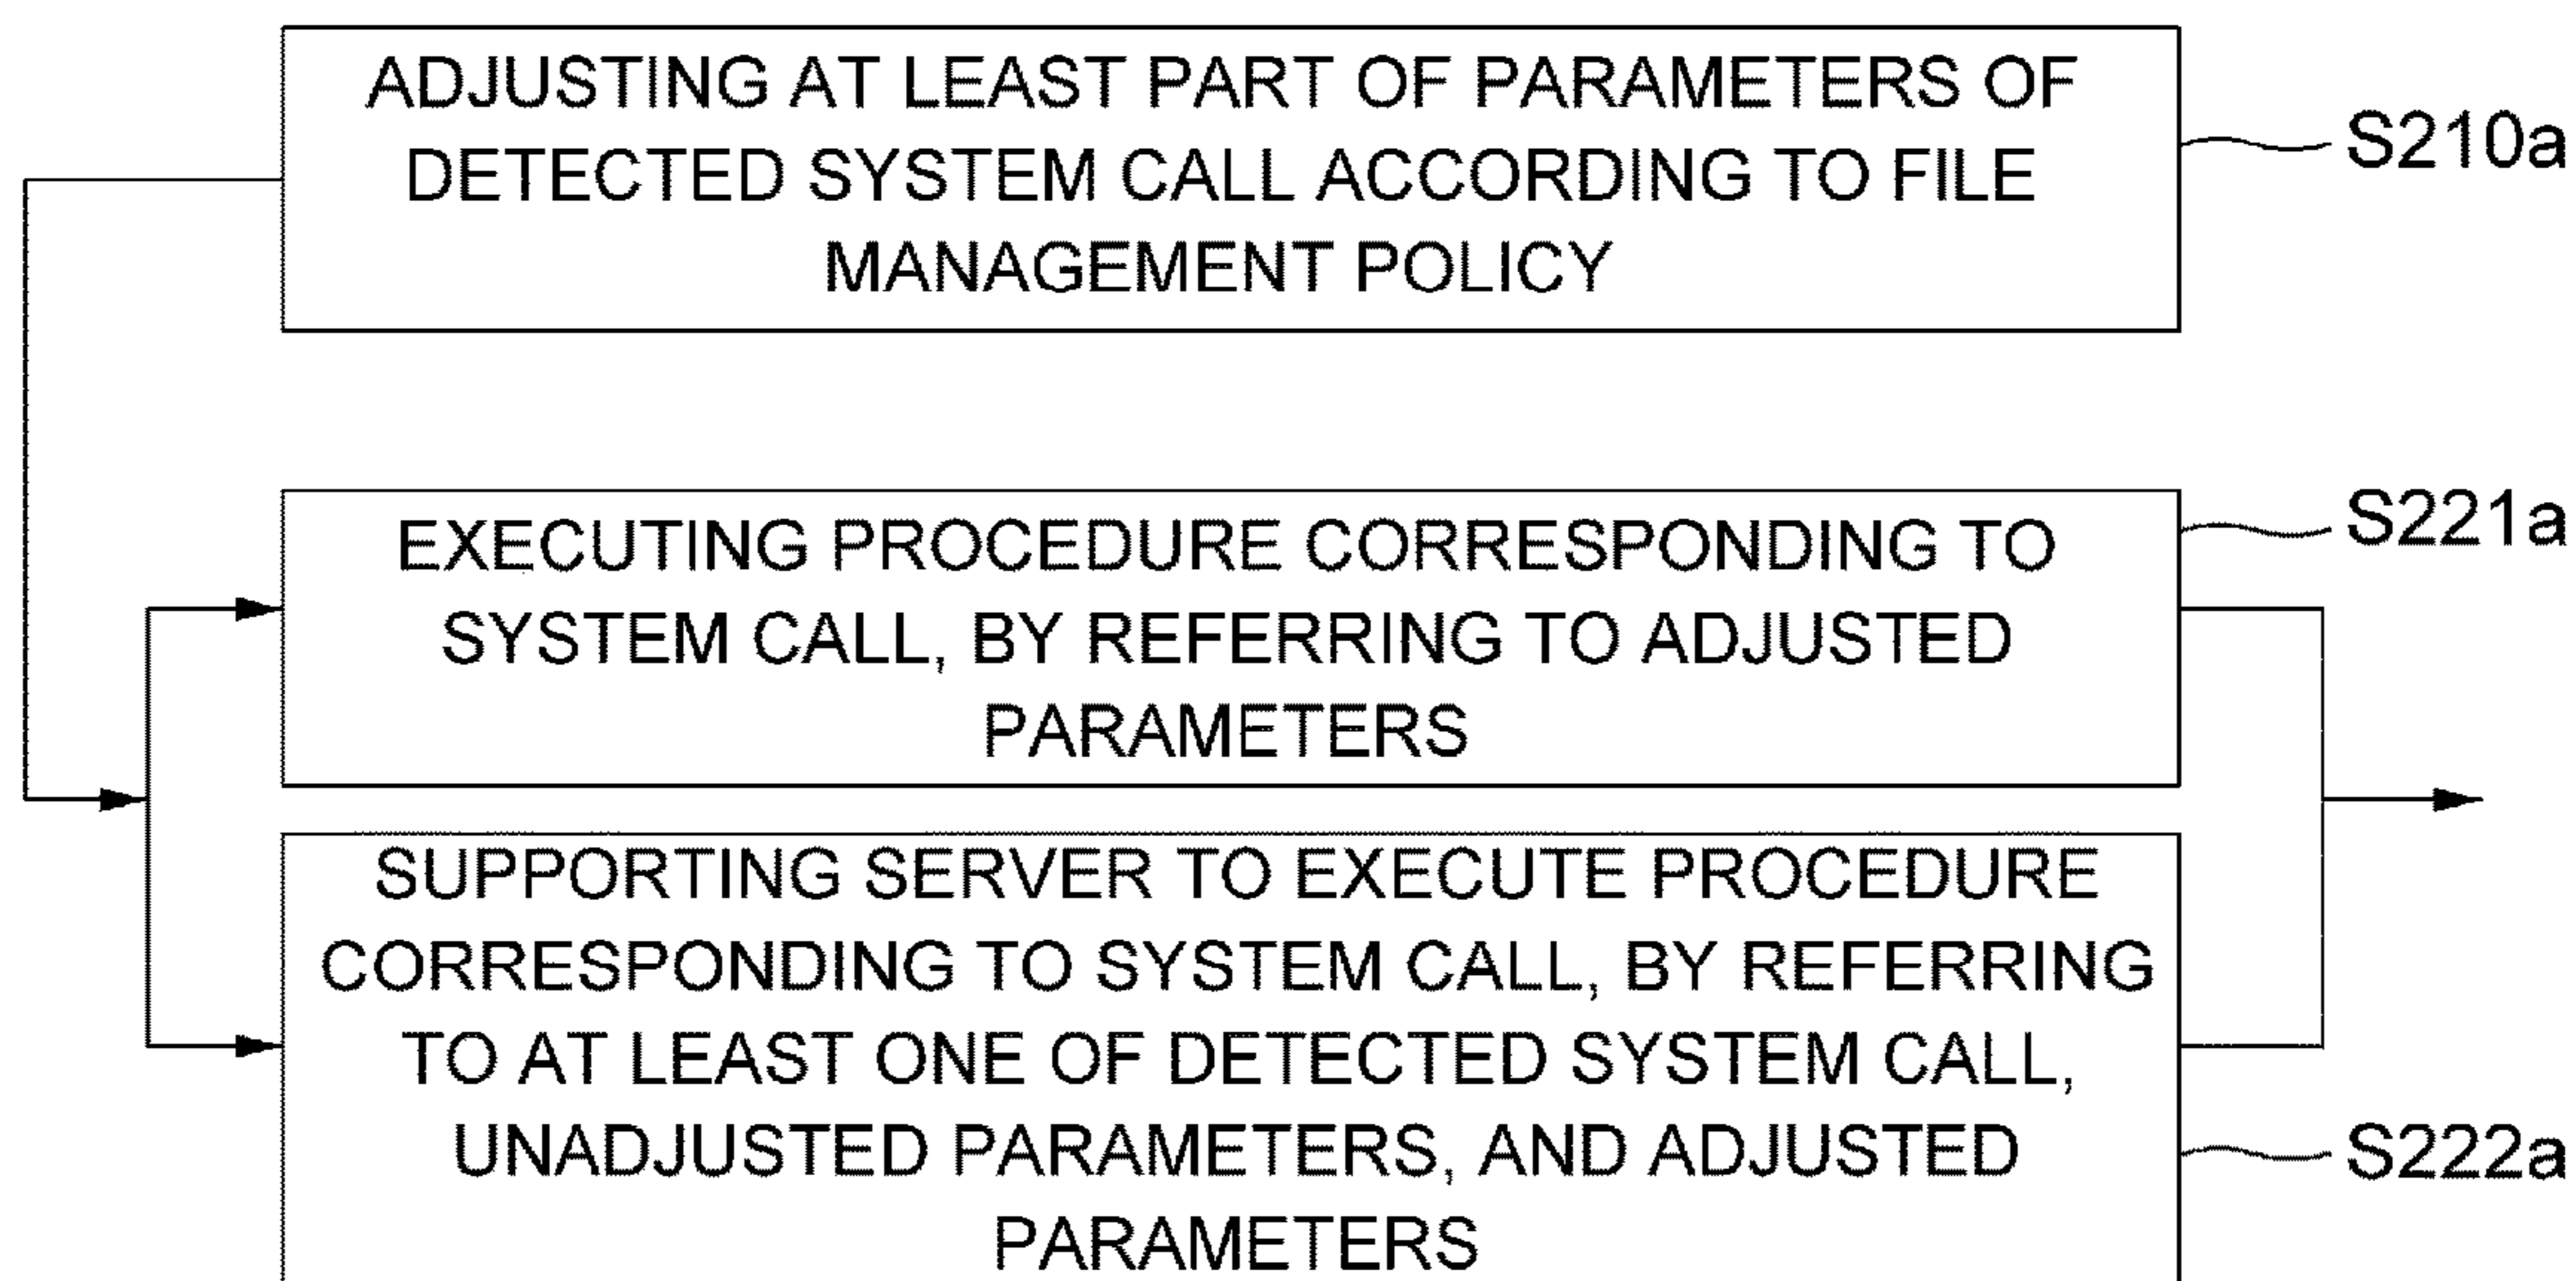 ADJUSTING AT LEAST PART OF PARAMETERS OF
DETECTED SYSTEM CALL ACCORDING TO FILE
MANAGEMENT POLICY
S210a
EXECUTING PROCEDURE CORRESPONDING TO
SYSTEM CALL, BY REFERRING TO ADJUSTED
PARAMETERS
S221a
SUPPORTING SERVER TO EXECUTE PROCEDURE
CORRESPONDING TO SYSTEM CALL, BY REFERRING
TO AT LEAST ONE OF DETECTED SYSTEM CALL,
UNADJUSTED PARAMETERS, AND ADJUSTED
PARAMETERS
S222a